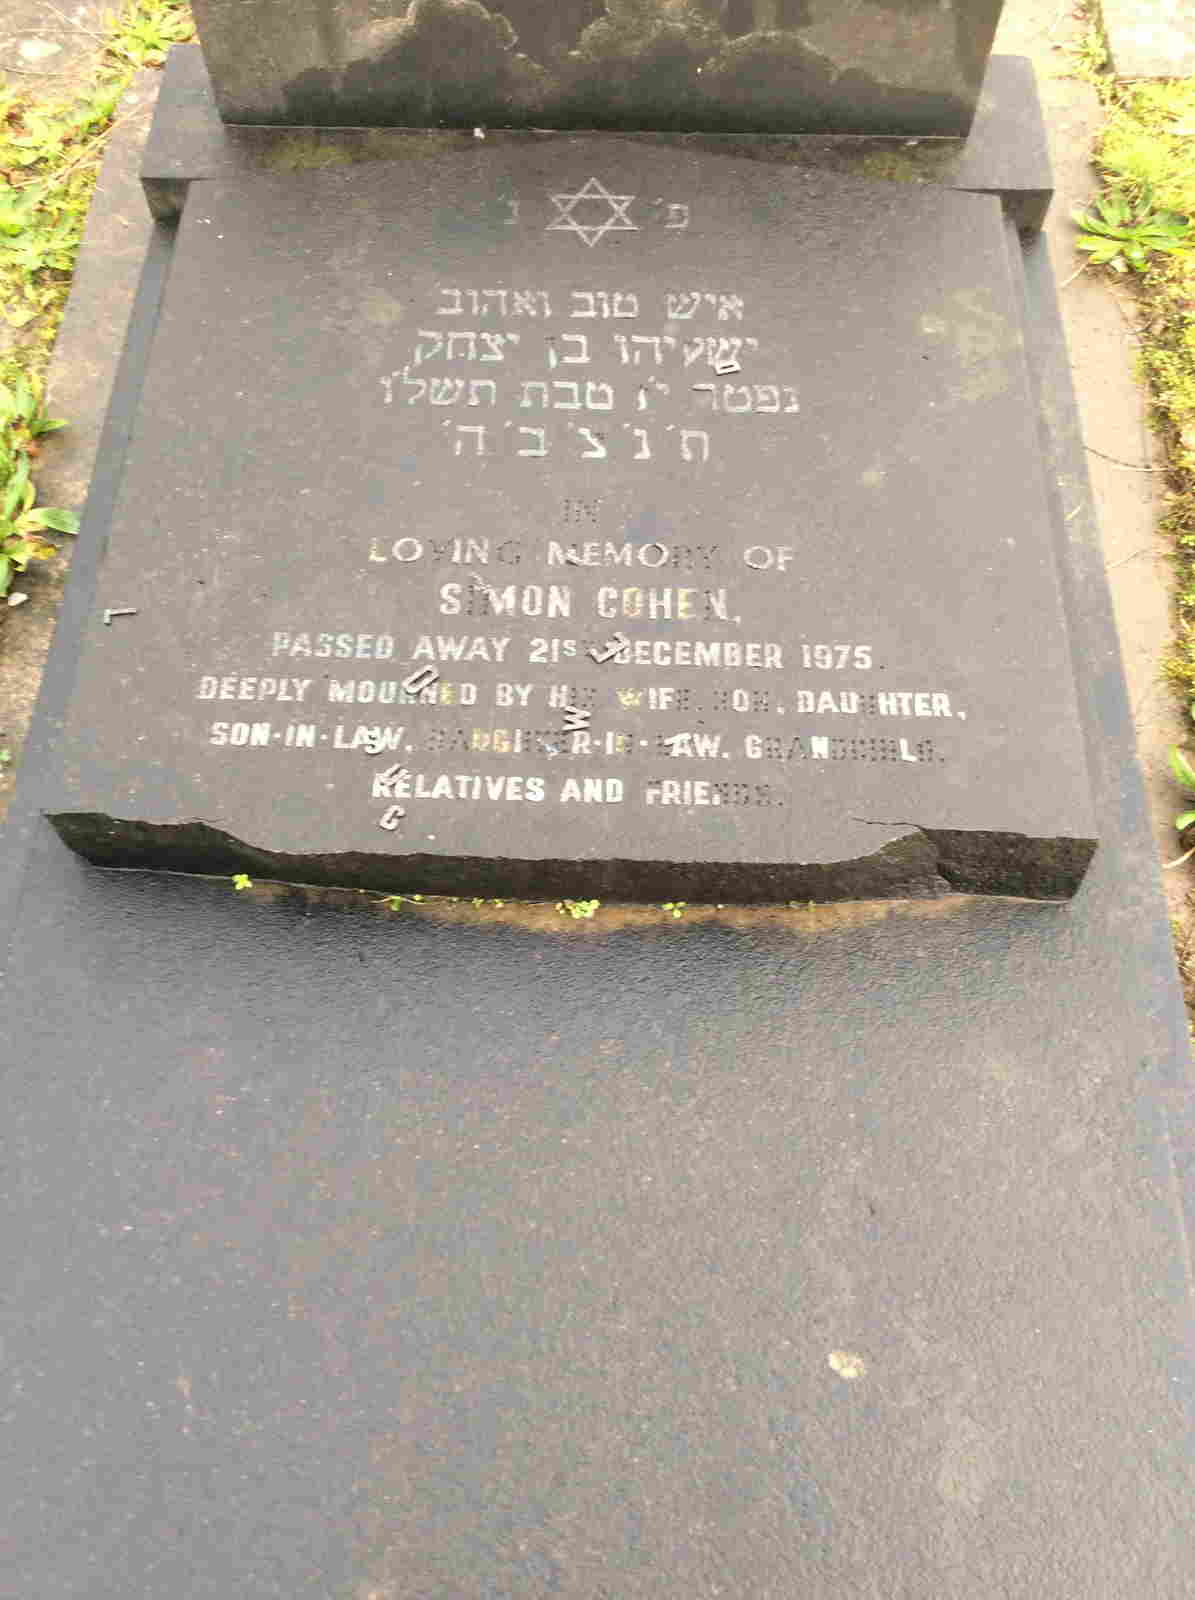 פ׳ נ׳
איש טוב ואהוב
ישעיהו בן יצחק
נפטר י״ז טבת תשל״ו
ת׳ נ׳ צ׳ ב׳ ה׳
IN
LOVING MEMORY OF
SIMON COHEN,
PASSED AWAY 21ST DECEMBER 1975.
DEEPLY MOURNED BY HIS WIFE, SON, DAUGHTER,
SON-IN-LAW, DAUGHTER-IN-LAW, GRANDCHILD,
RELATIVES AND FRIENDS.